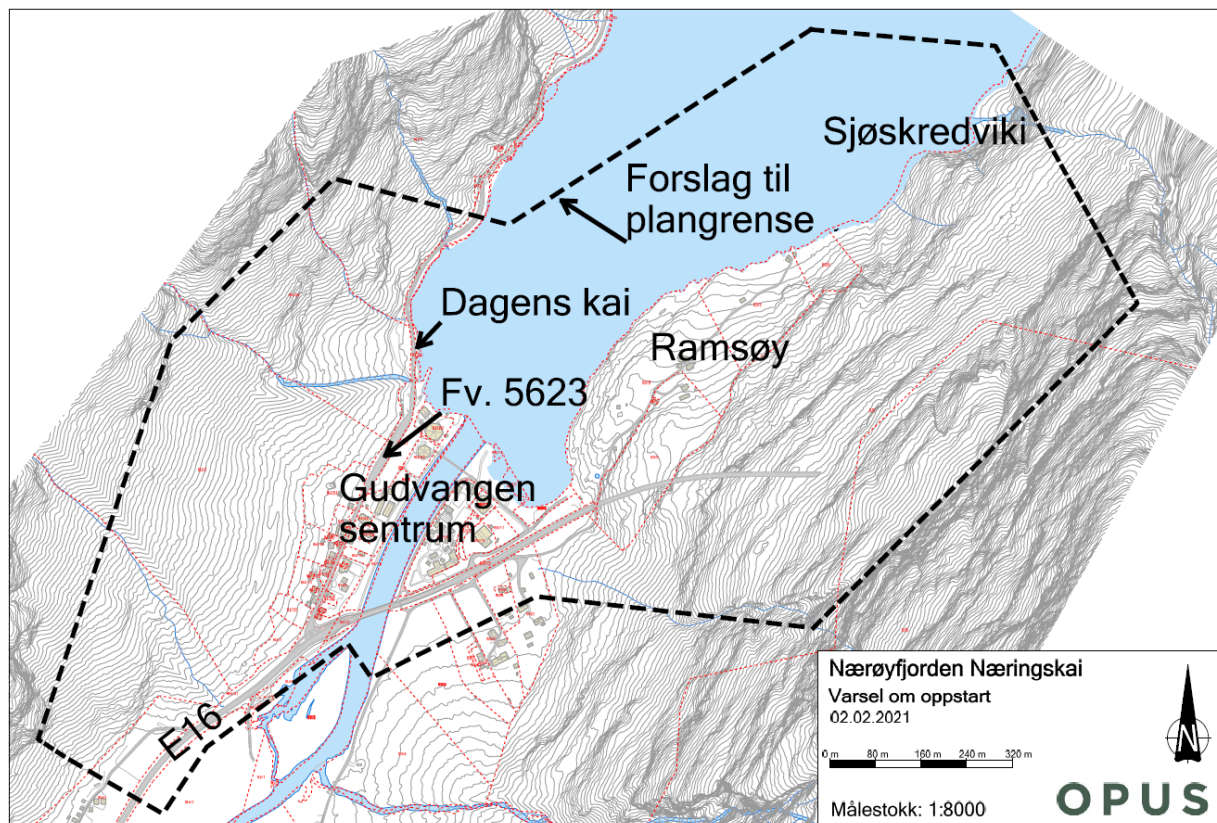 Sjøskredviki
Forslag til
plangrense
Dagens kai
Ramsøy
Fv. 5623
Gudvangen
sentrum
E16
Nærøyfjorden Næringskai
Varsel om oppstart
02.02.2021
N
0 m 80 m 160 m 240 m 320 m
Målestokk: 1:8000
OPUS